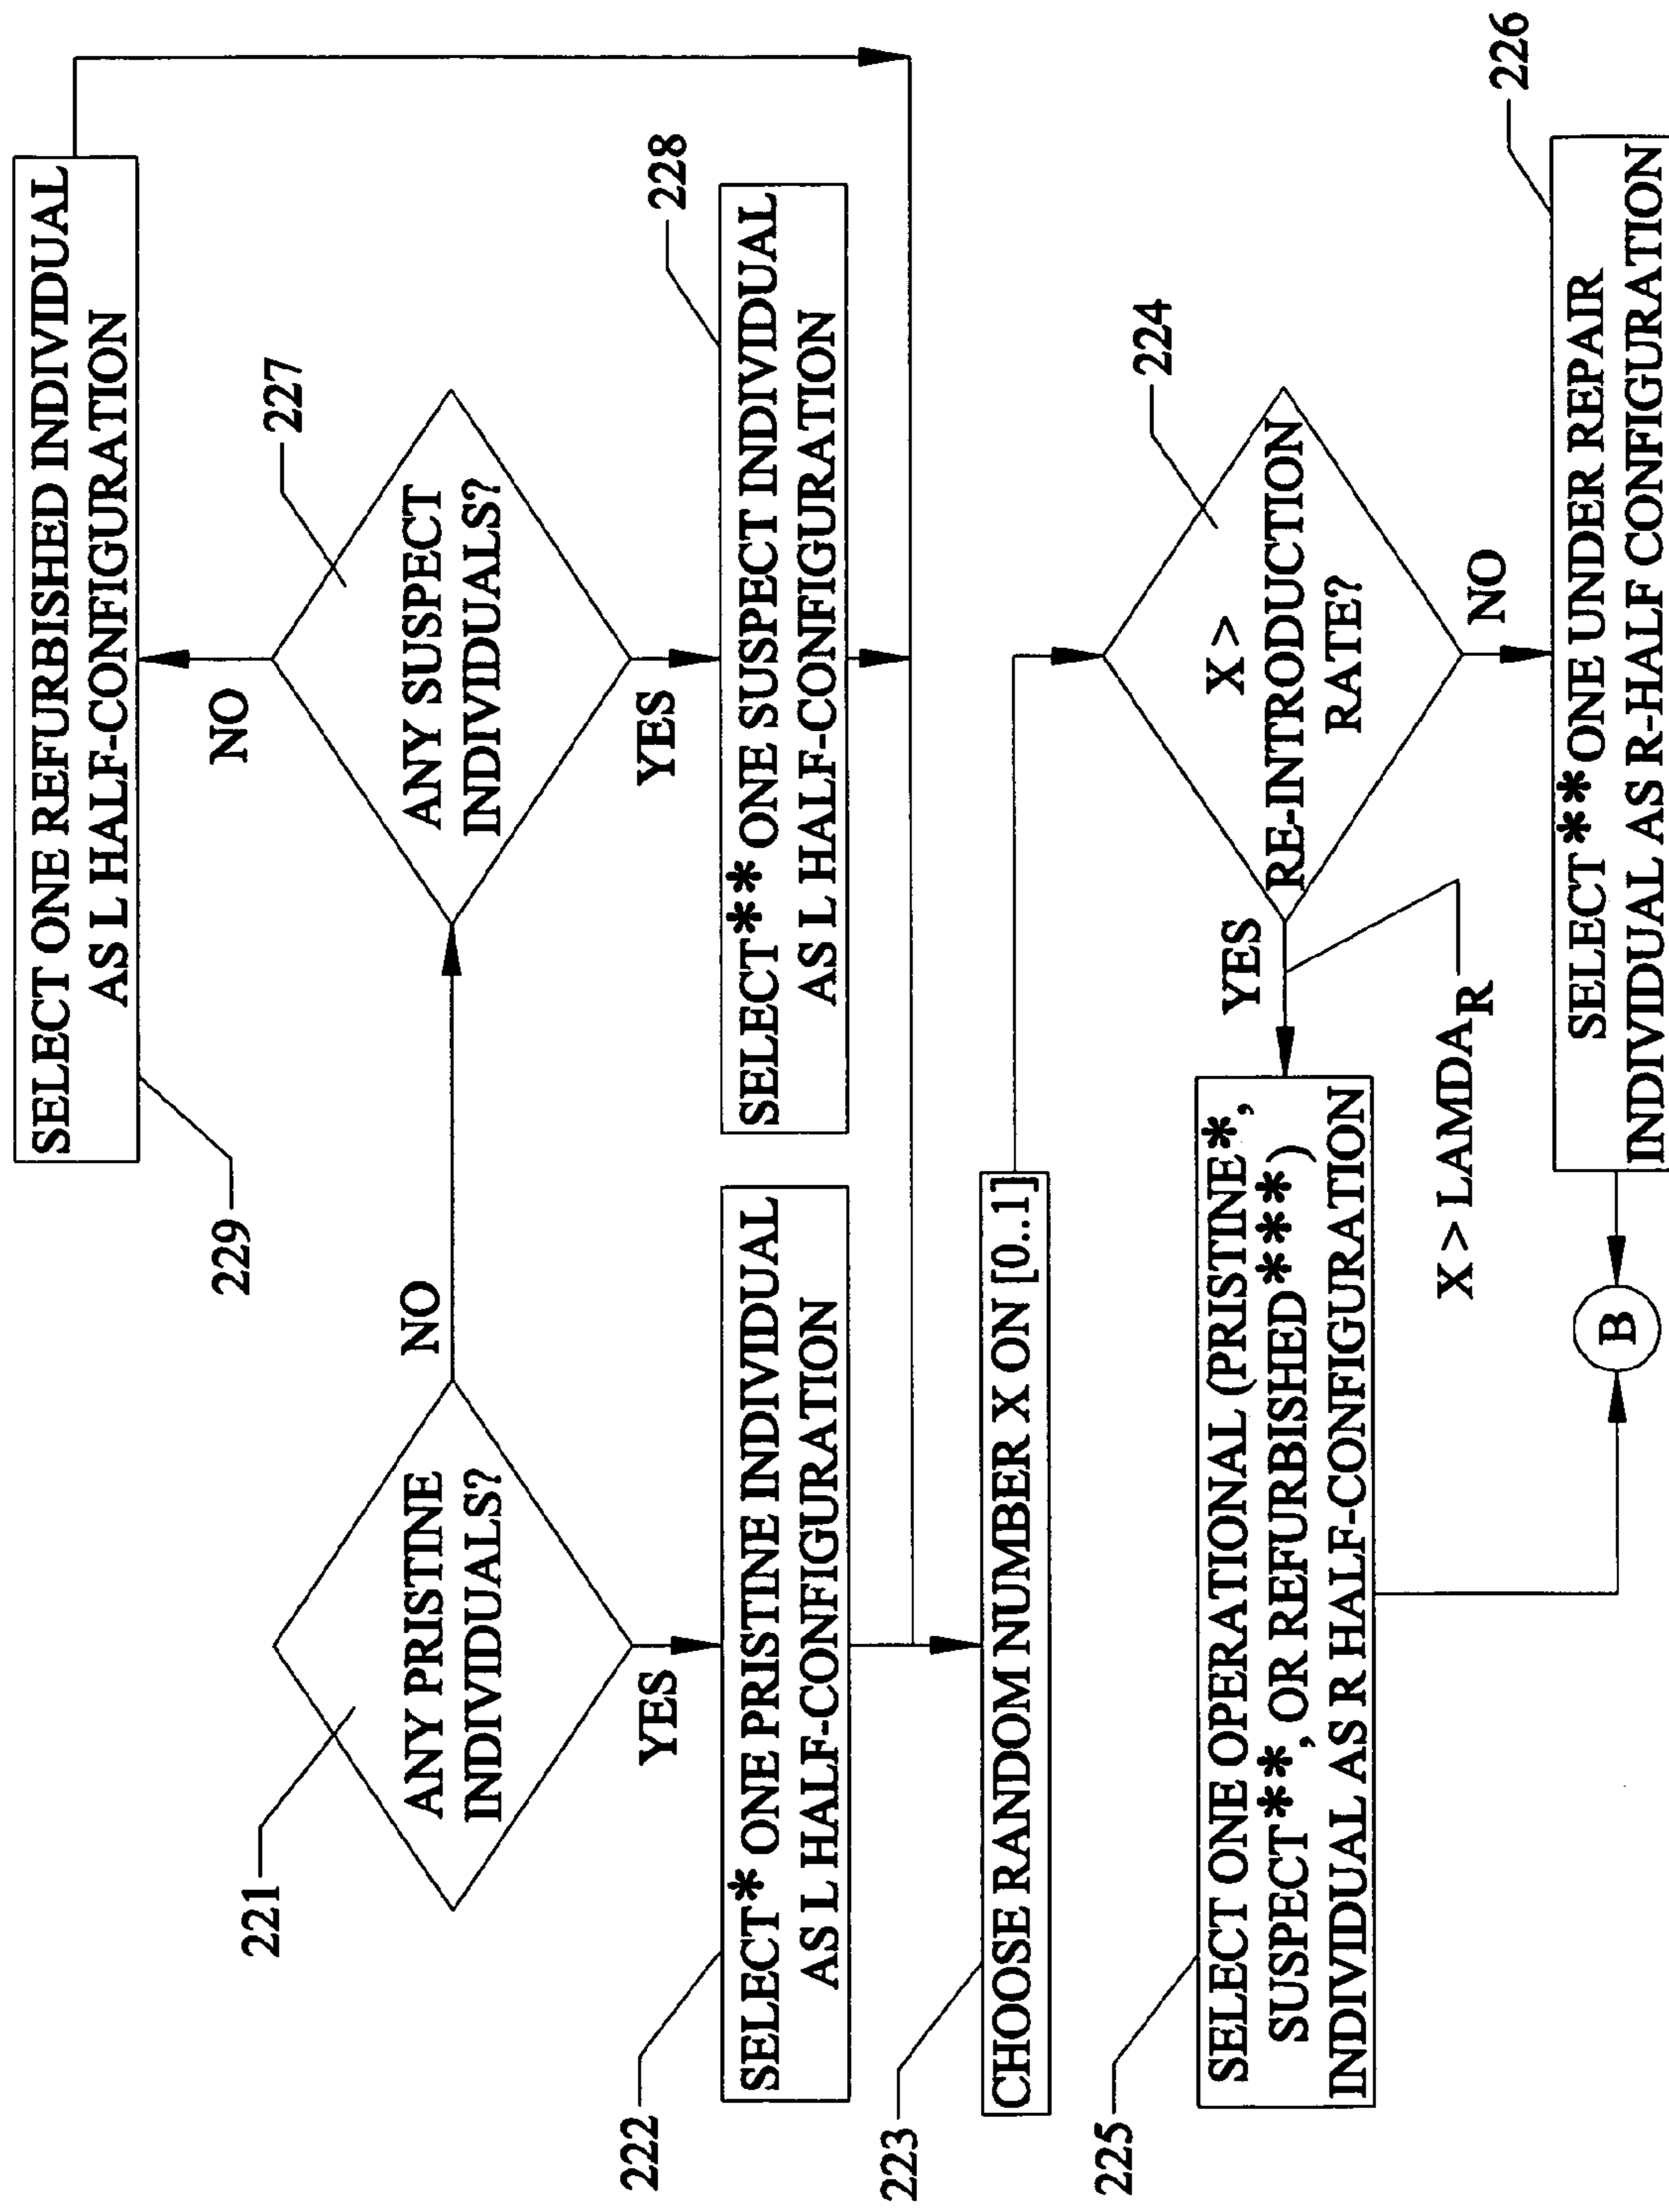 SELECT ONE REFURBISHED INDIVIDUAL
AS L HALF-CONFIGURATION
229
221
ANY PRISTINE
INDIVIDUALS?
NO
YES
227
ANY SUSPECT
INDIVIDUALS?
NO
YES
222
SELECT* ONE PRISTINE INDIVIDUAL
AS L HALF-CONFIGURATION
228
SELECT** ONE SUSPECT INDIVIDUAL
AS L HALF-CONFIGURATION
223
CHOOSE RANDOM NUMBER X ON [0..1]
224
X >
RE-INTRODUCTION
RATE?
YES
NO
225
SELECT ONE OPERATIONAL (PRISTINE*,
SUSPECT**, OR REFURBISHED***)
INDIVIDUAL AS R HALF-CONFIGURATION
X > LAMDA R
226
SELECT** ONE UNDER REPAIR
INDIVIDUAL AS R-HALF CONFIGURATION
B